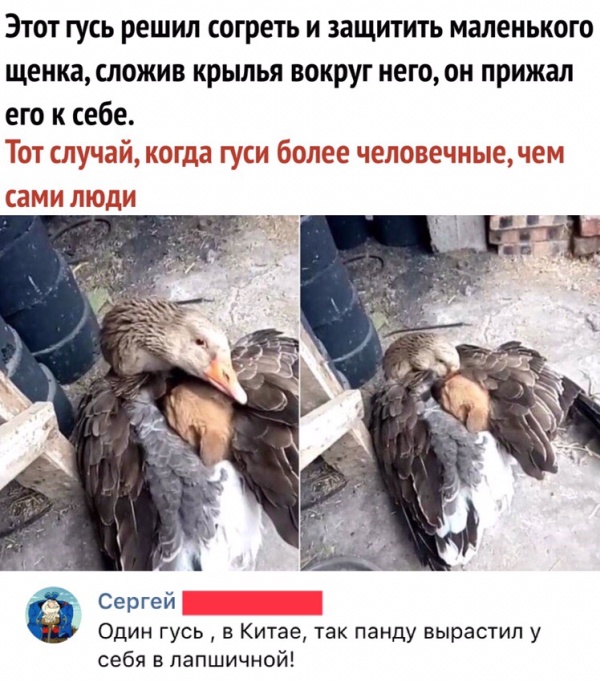 Этот гусь решил согреть и защитить маленького
щенка, сложив крылья вокруг него, он прижал
его к себе.
Тот случай, когда гуси более человечные, чем
сами люди
Сергей
Один гусь , в Китае, так панду вырастил у
себя в лапшичной!